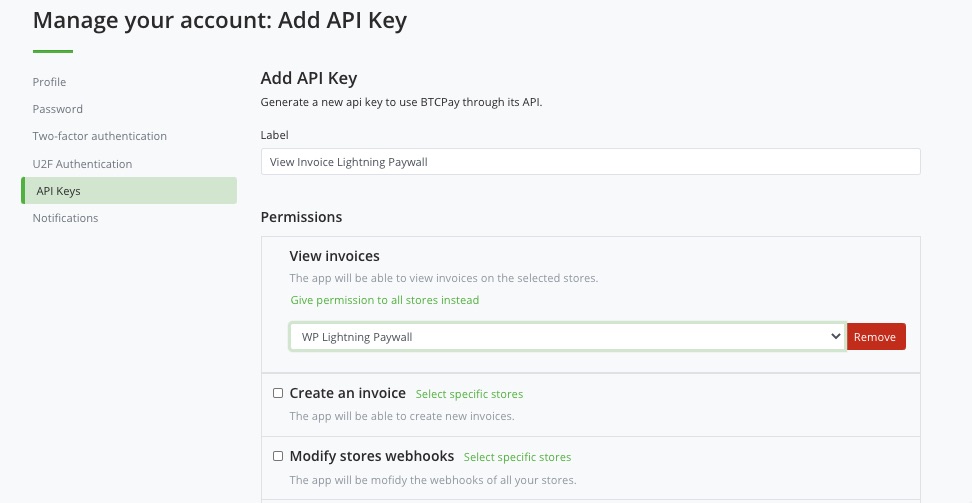 Manage your account: Add API Key
Profile
Password
Two-factor authentication
U2F Authentication
API Keys
Notifications
Add API Key
Generate a new api key to use BTCPay through its API.
Label
View Invoice Lightning Paywall
Permissions
View invoices
The app will be able to view invoices on the selected stores.
Give permission to all stores instead
WP Lightning Paywall
Remove
Create an invoice Select specific stores
The app will be able to create new invoices.
Modify stores webhooks Select specific stores
The app will be mofidy the webhooks of all your stores.